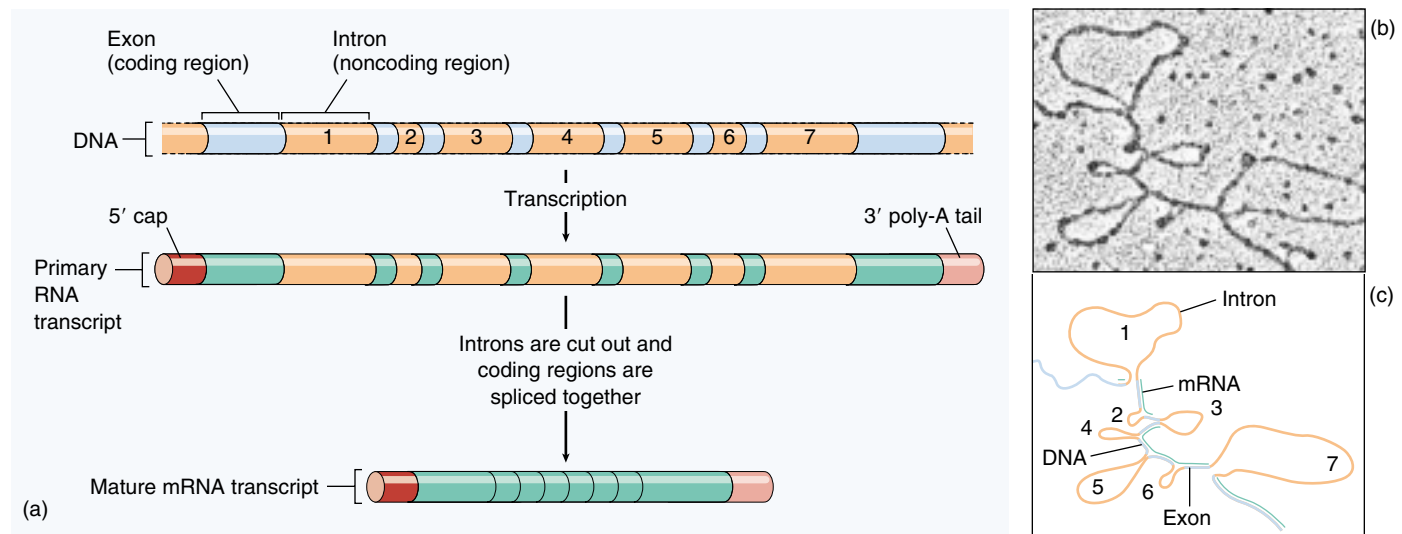 Exon
(coding region)
Intron
(noncoding region)
DNA
1
2
3
4
5
6
7
Transcription
5′ cap
3′ poly-A tail
Primary
RNA
transcript
Introns are cut out and
coding regions are
spliced together
Mature mRNA transcript
(a)
(b)
(c)
Intron
1
mRNA
2
3
4
DNA
7
5
6
Exon